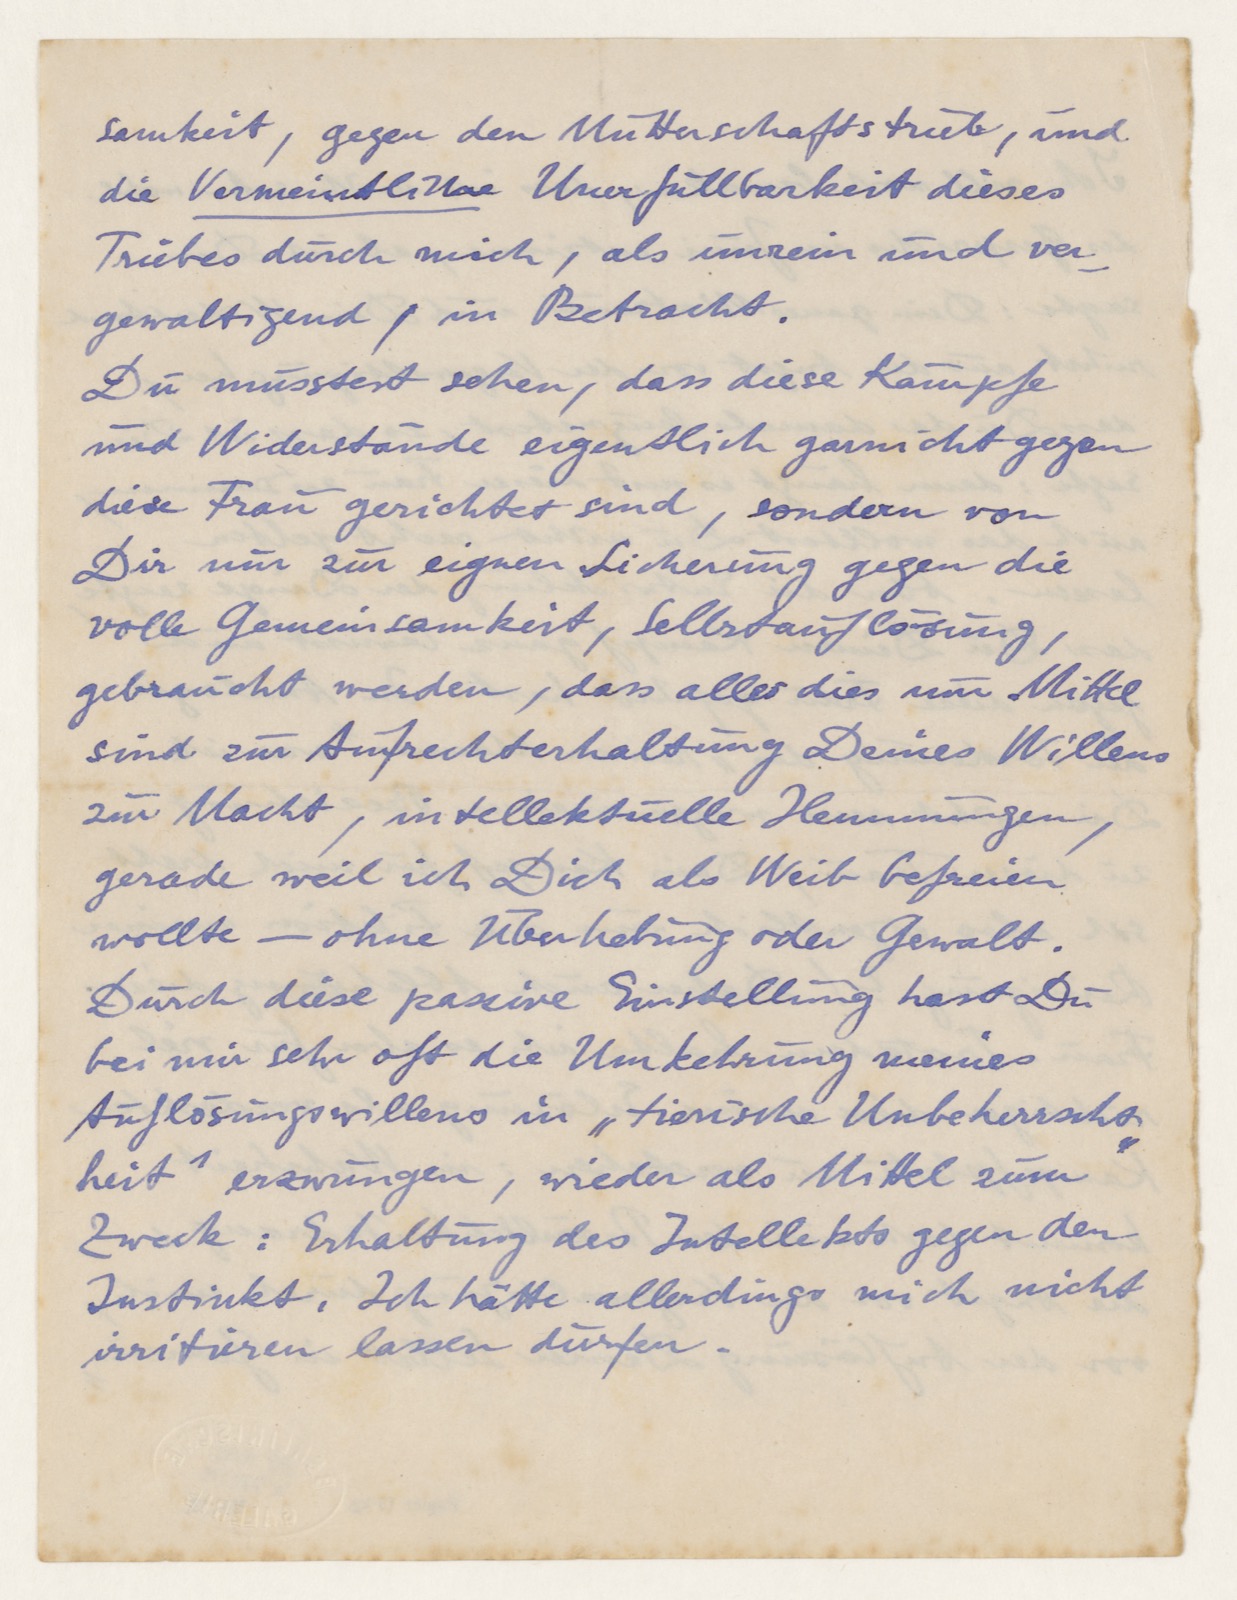 samkeit, gegen den Mutterschaftstrieb, und
die Vermeintliche Unerfüllbarkeit dieses
Triebes durch mich, als unrein und ver-
gewaltigend, in Betracht.
Du müsstest sehen, dass diese Kämpfe
und Widerstände eigentlich garnicht gegen
diese Frau gerichtet sind, sondern von
Dir nur zur eignen Sicherung gegen die
volle Gemeinsamkeit, Selbstauflösung,
gebraucht werden, dass alles dies nur Mittel
sind zur Aufrechterhaltung Deines Willens
zur Macht, intellektuelle Hemmungen,
gerade weil ich Dich als Weib befreien
wollte — ohne Überhebung oder Gewalt.
Durch diese passive Einstellung hast Du
bei mir sehr oft die Umkehrung meines
Auflösungswillens in „tierische Unbeherrscht-
heit" erzwungen, wieder als Mittel zum
Zweck: Erhaltung des Intellekts gegen den
Instinkt. Ich hätte allerdings mich nicht
irritieren lassen dürfen.